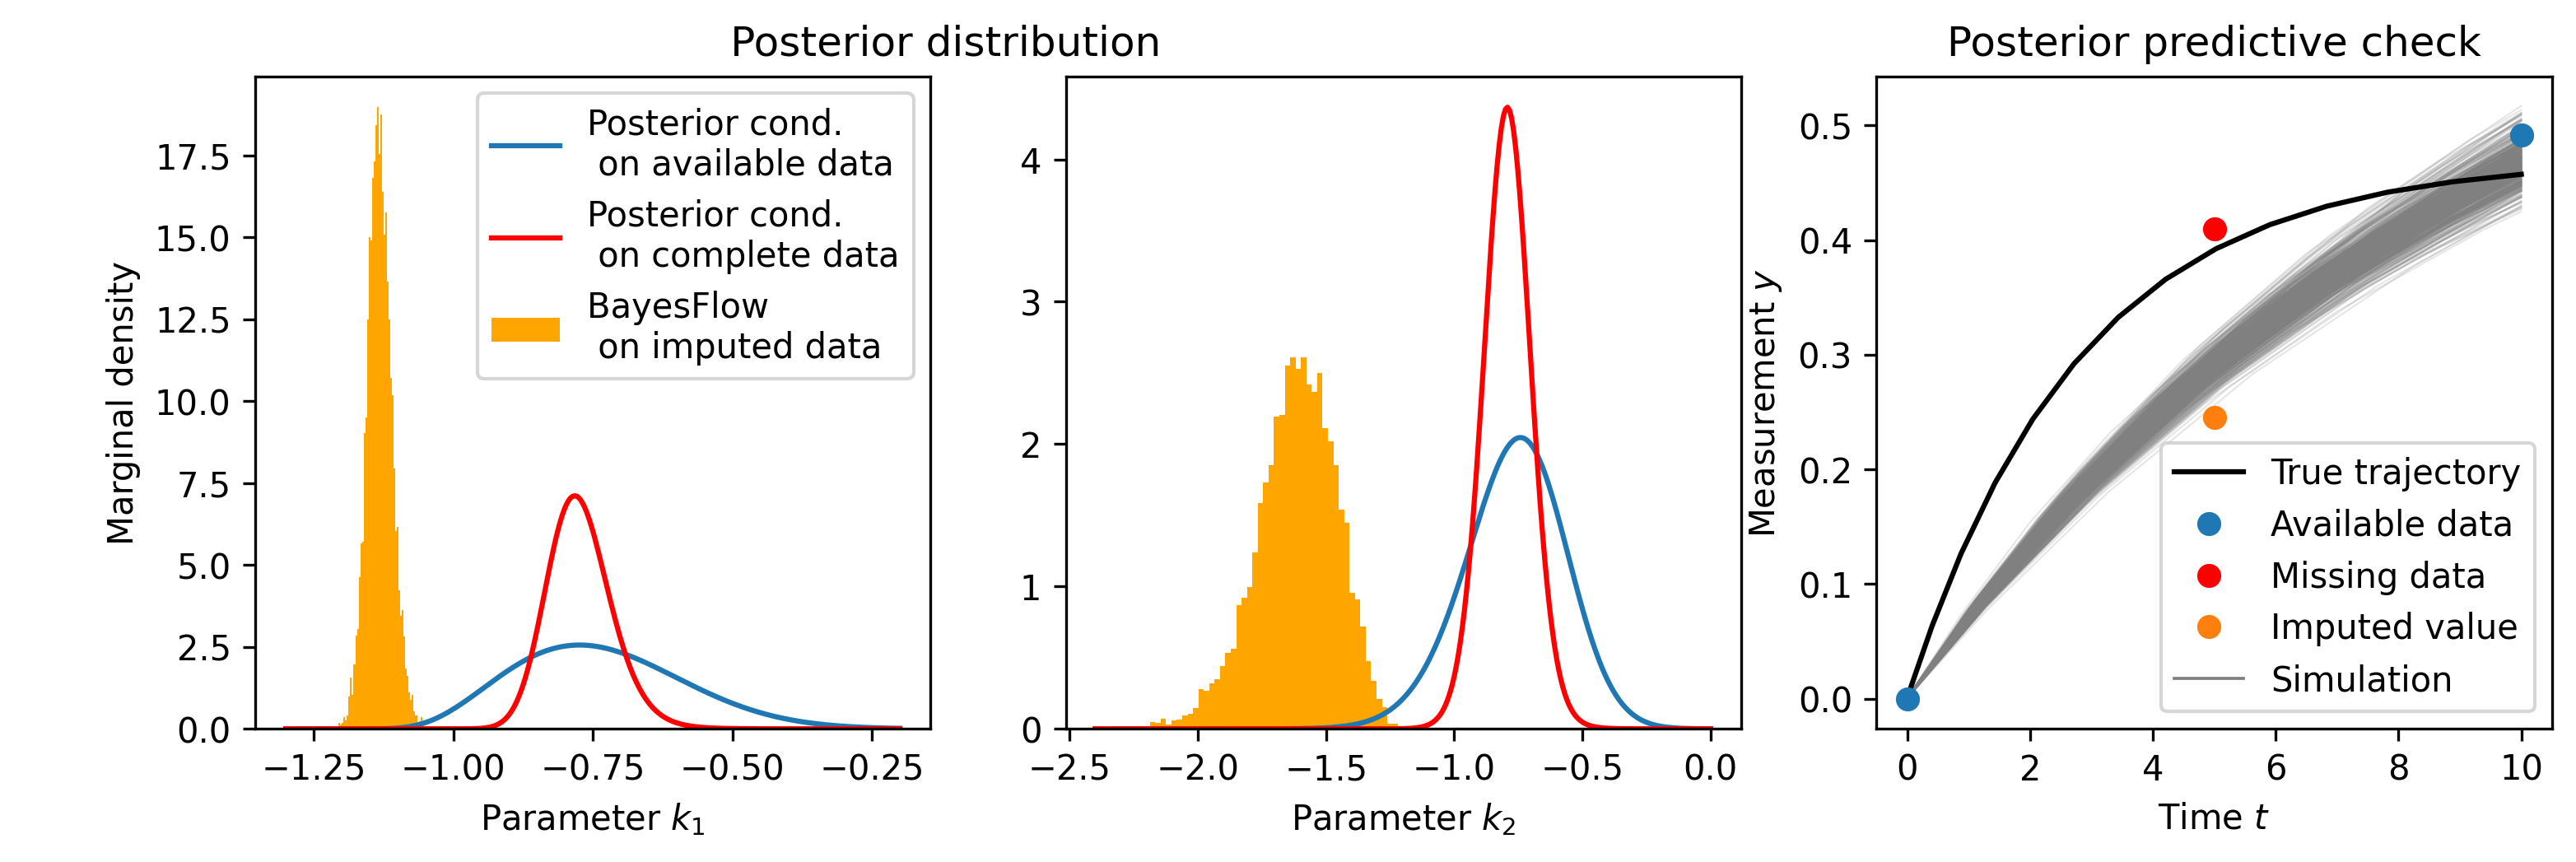 Posterior distribution
Posterior predictive check
Marginal density
17.5
15.0
12.5
10.0
7.5
5.0
2.5
0.0
−1.25
−1.00
−0.75
−0.50
−0.25
Parameter k₁
Posterior cond.
on available data
Posterior cond.
on complete data
BayesFlow
on imputed data
4
3
2
1
0
−2.5
−2.0
−1.5
−1.0
−0.5
0.0
Parameter k₂
Measurement y
0.5
0.4
0.3
0.2
0.1
0.0
0
2
4
6
8
10
Time t
True trajectory
Available data
Missing data
Imputed value
Simulation